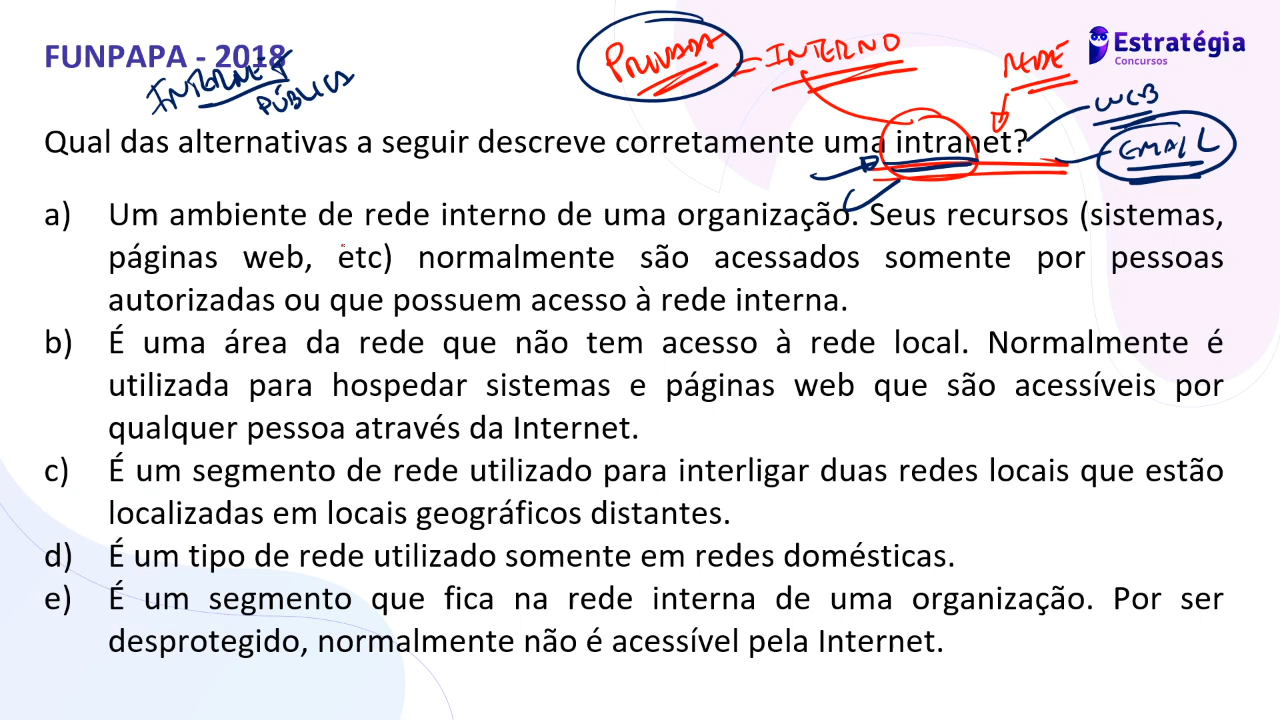 FUNPAPA - 2018
INTERNET
PÚBLICA
PRIVADA = INTERNO
REDE
Estratégia
Concursos
WEB
EMAIL
Qual das alternativas a seguir descreve corretamente uma intranet?
a) Um ambiente de rede interno de uma organização. Seus recursos (sistemas,
páginas web, etc) normalmente são acessados somente por pessoas
autorizadas ou que possuem acesso à rede interna.
b) É uma área da rede que não tem acesso à rede local. Normalmente é
utilizada para hospedar sistemas e páginas web que são acessíveis por
qualquer pessoa através da Internet.
c) É um segmento de rede utilizado para interligar duas redes locais que estão
localizadas em locais geográficos distantes.
d) É um tipo de rede utilizado somente em redes domésticas.
e) É um segmento que fica na rede interna de uma organização. Por ser
desprotegido, normalmente não é acessível pela Internet.